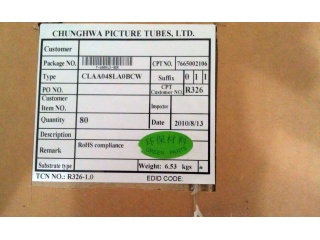 CHUNGHWA PICTURE TUBES, LTD.
Customer
Package NO. CPT NO. 7665002106
Type CLAA048LA0BCW Suffix 0 1 1
PO NO. CPT Customer NO. R326
Customer Item NO. Inspector
Quantity 80 Date 2010/8/13
Description
Remark RoHS compliance
Substrate type Weight: 6.53 kgs
TCN NO.: R326-1.0 EDID CODE: